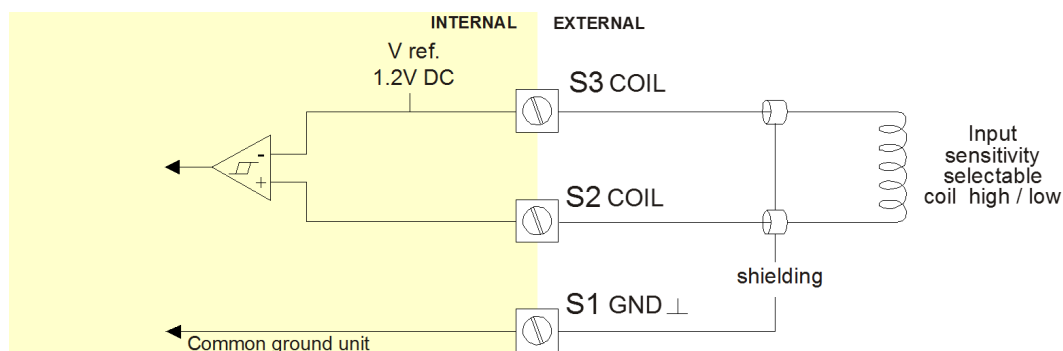 INTERNAL EXTERNAL
V ref.
1.2V DC
S3 COIL
-
+
S2 COIL
Input
sensitivity
selectable
coil high / low
shielding
S1 GND ⊥
Common ground unit